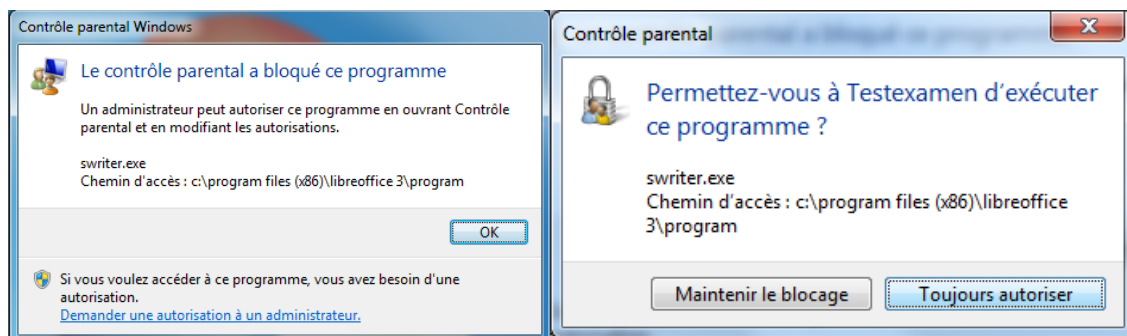 Contrôle parental Windows
Le contrôle parental a bloqué ce programme
Un administrateur peut autoriser ce programme en ouvrant Contrôle
parental et en modifiant les autorisations.
swriter.exe
Chemin d'accès : c:\program files (x86)\libreoffice 3\program
OK
Si vous voulez accéder à ce programme, vous avez besoin d'une
autorisation.
Demander une autorisation à un administrateur.
Contrôle parental
Permettez-vous à Testexamen d'exécuter
ce programme ?
swriter.exe
Chemin d'accès : c:\program files (x86)\libreoffice
3\program
Maintenir le blocage
Toujours autoriser